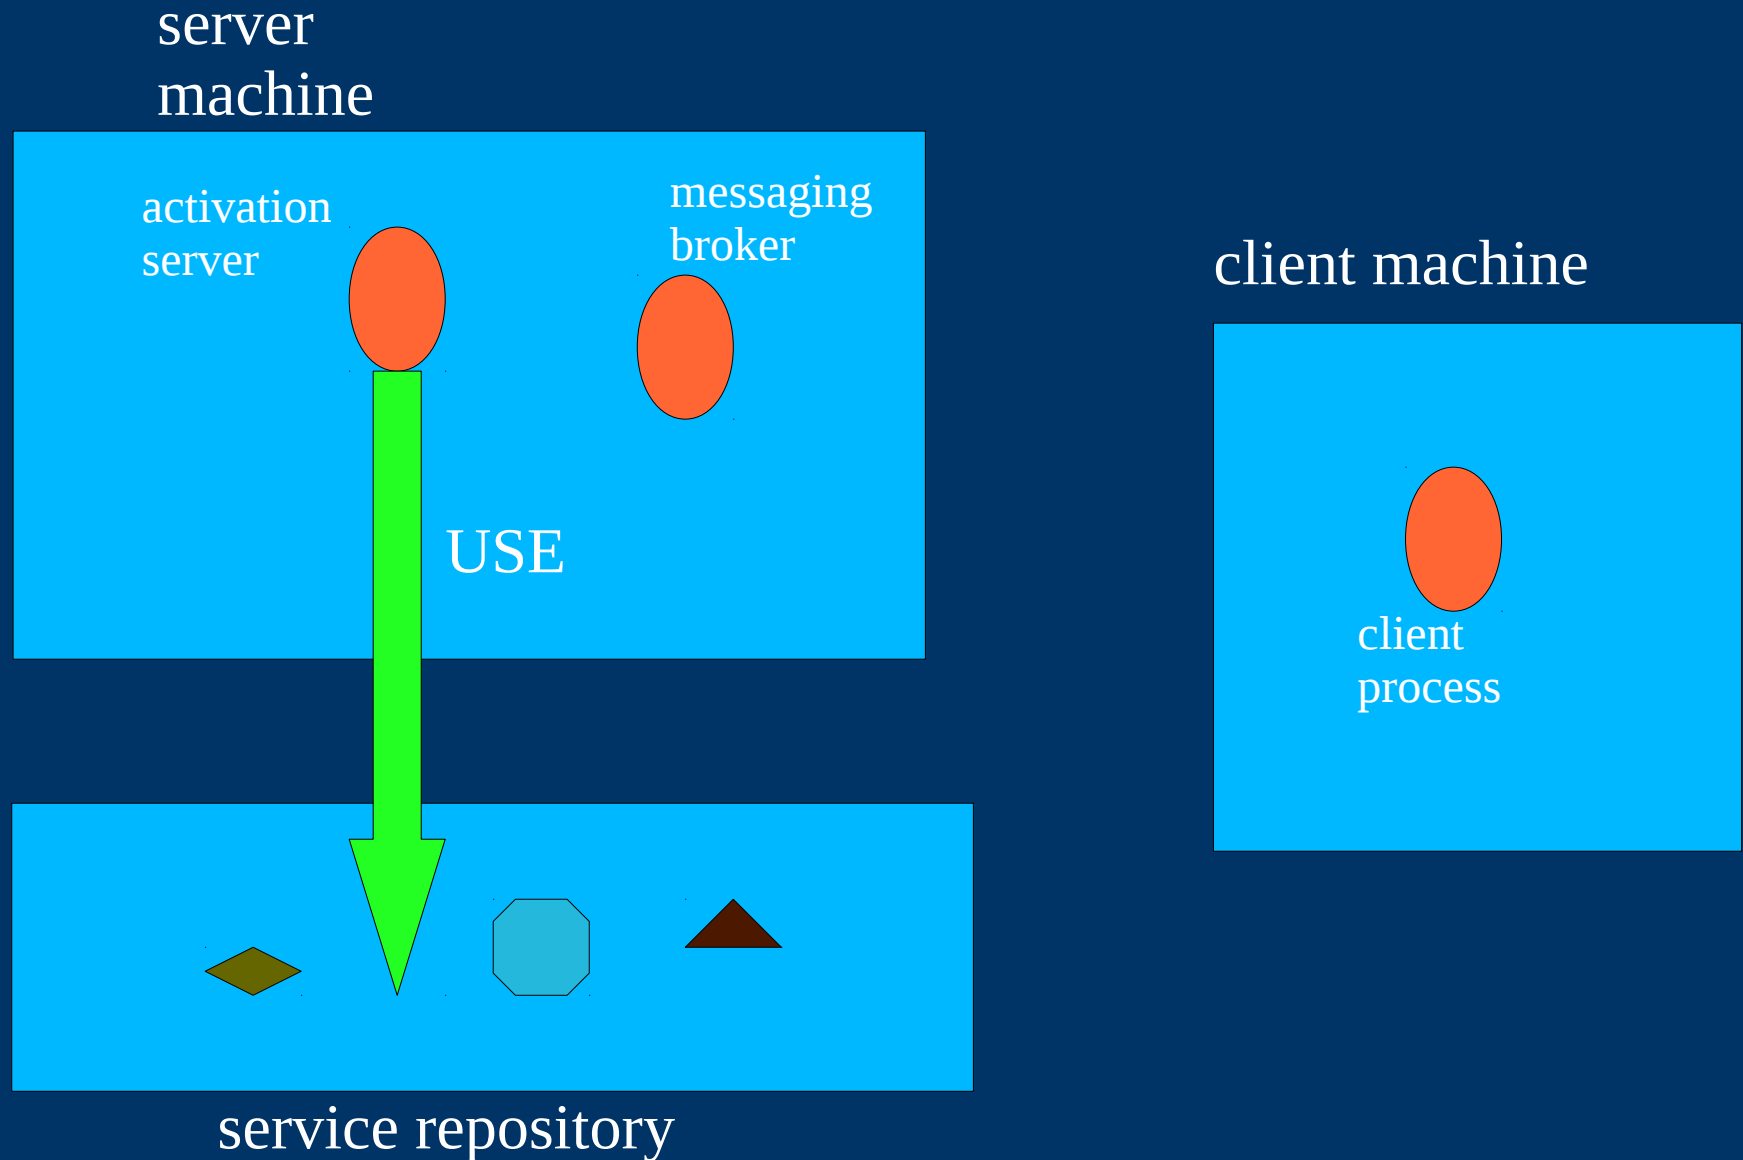 server
machine
activation
server
messaging
broker
USE
client machine
client
process
service repository